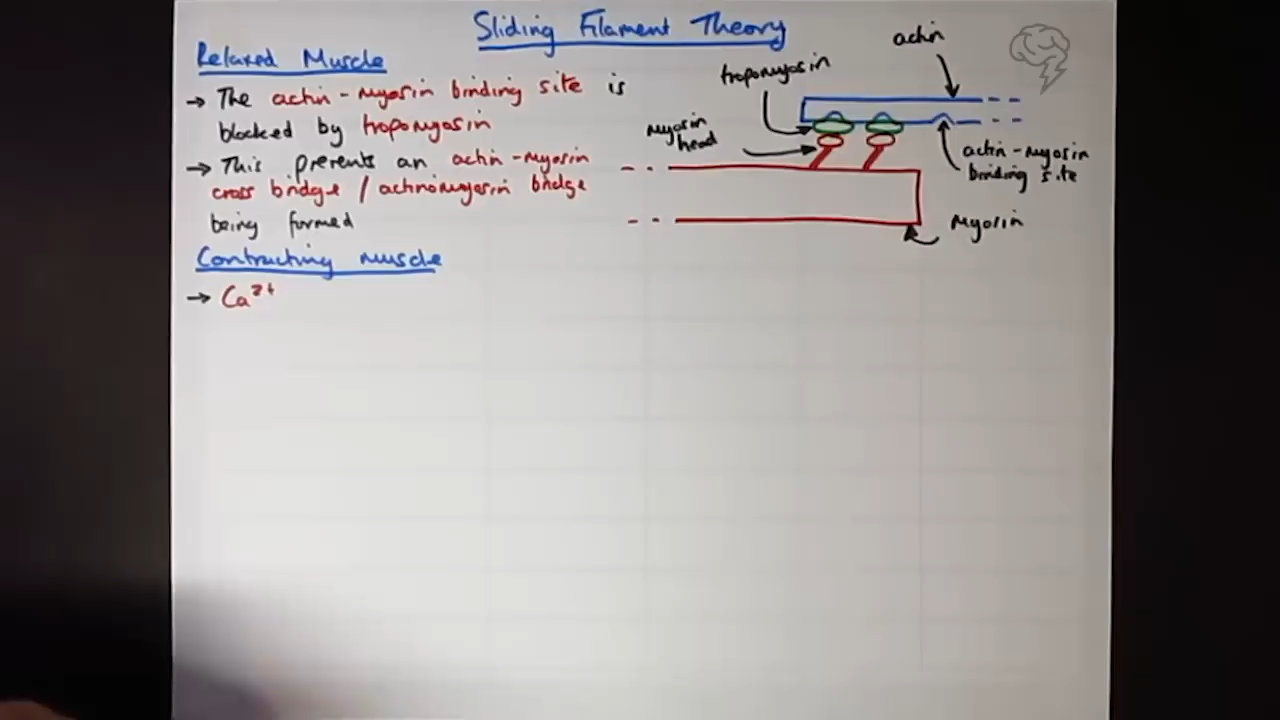 Sliding Filament Theory
Relaxed Muscle
→ The actin-myosin binding site is
blocked by tropomyosin
→ This prevents an actin-myosin
cross bridge / actinomyosin bridge
being formed
Contracting muscle
→ Ca²⁺
actin
tropomyosin
myosin
head
actin-myosin
binding site
Myosin